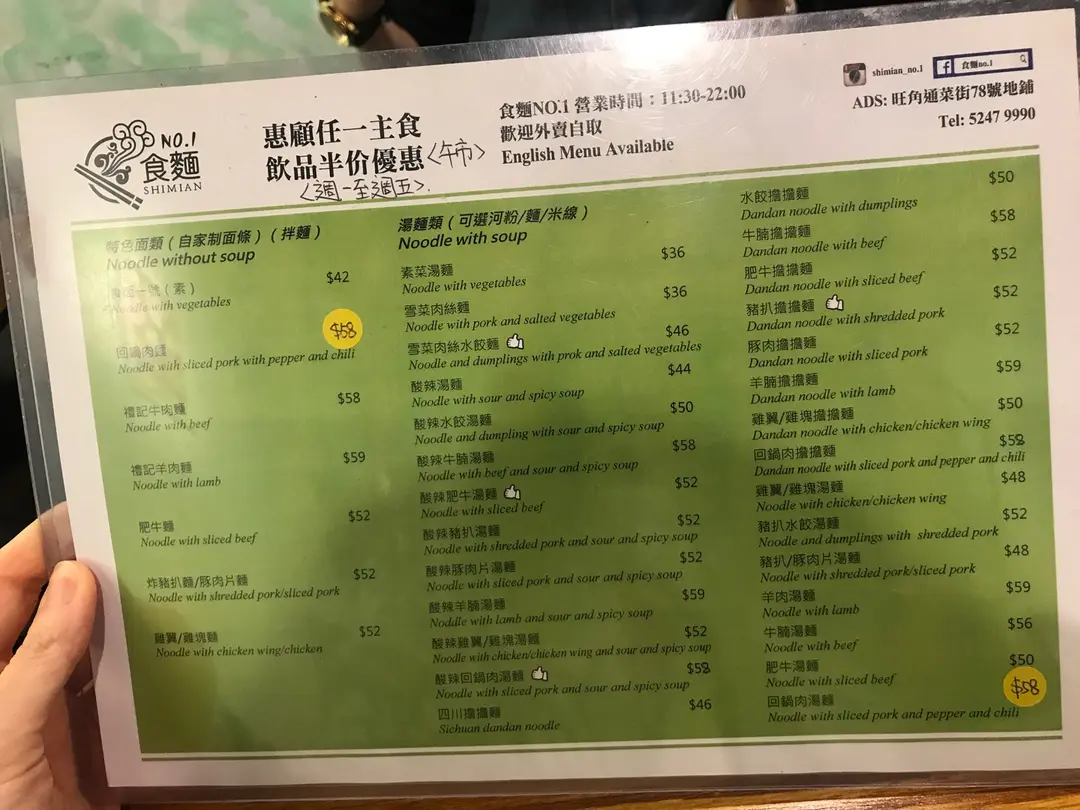 NO.1
食麵
SHIMIAN
惠顧任一主食
飲品半价優惠<午市>
<週一至週五>.
食麵NO.1 營業時間：11:30-22:00
歡迎外賣自取
English Menu Available
shimian_no.1
f 食麵no.1
ADS: 旺角通菜街78號地鋪
Tel: 5247 9990
特色面類（自家制面條）（拌麵）
Noodle without soup
一號（素） $42
Noodle with vegetables
回鍋肉麵 $58
Noodle with sliced pork with pepper and chili
禮記牛肉麵 $58
Noodle with beef
禮記羊肉麵 $59
Noodle with lamb
肥牛麵 $52
Noodle with sliced beef
炸豬扒麵/豚肉片麵 $52
Noodle with shredded pork/sliced pork
雞翼/雞塊麵 $52
Noodle with chicken wing/chicken
湯麵類（可選河粉/麵/米線）
Noodle with soup
素菜湯麵 $36
Noodle with vegetables
雪菜肉絲麵 $36
Noodle with pork and salted vegetables
雪菜肉絲水餃麵 $46
Noodle and dumplings with prok and salted vegetables
酸辣湯麵 $44
Noodle with sour and spicy soup
酸辣水餃湯麵 $50
Noodle and dumpling with sour and spicy soup
酸辣牛腩湯麵 $58
Noodle with beef and sour and spicy soup
酸辣肥牛湯麵 $52
Noodle with sliced beef
酸辣豬扒湯麵 $52
Noodle with shredded pork and sour and spicy soup
酸辣豚肉片湯麵 $52
Noodle with sliced pork and sour and spicy soup
酸辣羊腩湯麵 $59
Noddle with lamb and sour and spicy soup
酸辣雞翼/雞塊湯麵 $52
Noodle with chicken/chicken wing and sour and spicy soup
酸辣回鍋肉湯麵
Noodle with sliced pork and sour and spicy soup
四川擔擔麵 $46
Sichuan dandan noodle
水餃擔擔麵 $50
Dandan noodle with dumplings
牛腩擔擔麵 $58
Dandan noodle with beef
肥牛擔擔麵 $52
Dandan noodle with sliced beef
豬扒擔擔麵 $52
Dandan noodle with shredded pork
豚肉擔擔麵 $52
Dandan noodle with sliced pork
羊腩擔擔麵 $59
Dandan noodle with lamb
雞翼/雞塊擔擔麵 $50
Dandan noodle with chicken/chicken wing
回鍋肉擔擔麵
Dandan noodle with sliced pork and pepper and chili
雞翼/雞塊湯麵 $48
Noodle with chicken/chicken wing
豬扒水餃湯麵 $52
Noodle and dumplings with shredded pork
豬扒/豚肉片湯麵 $48
Noodle with shredded pork/sliced pork
羊肉湯麵 $59
Noodle with lamb
牛腩湯麵 $56
Noodle with beef
肥牛湯麵 $50
Noodle with sliced beef
回鍋肉湯麵 $58
Noodle with sliced pork and pepper and chili